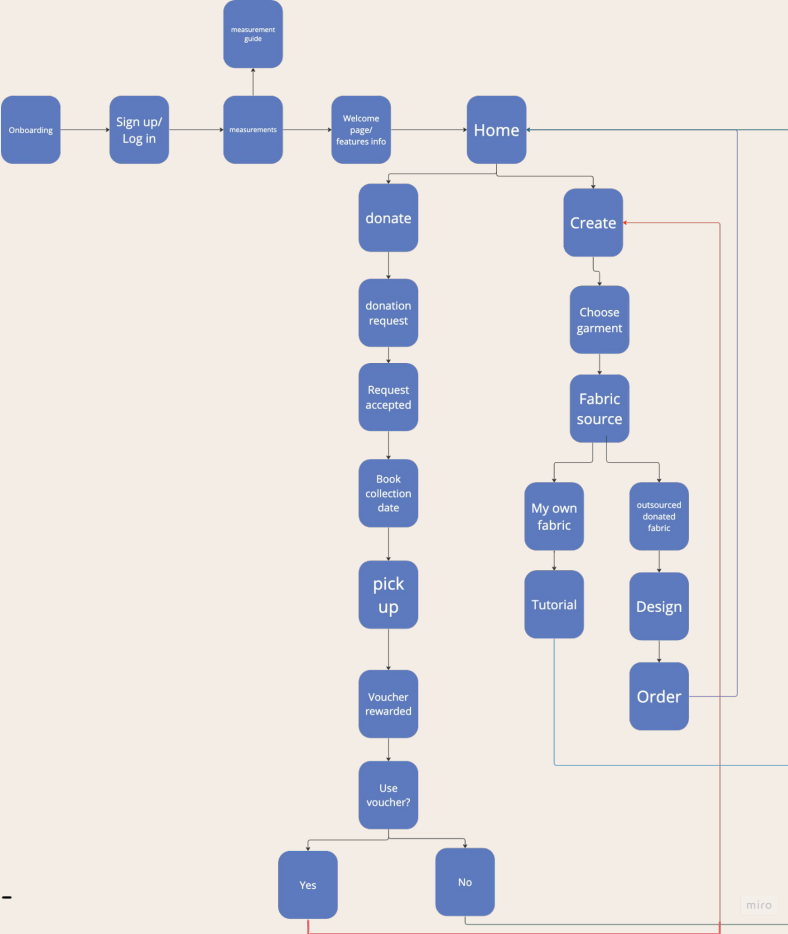 measurement
guide
Onboarding
Sign up/
Log in
measurements
Welcome
page/
features info
Home
donate
Create
donation
request
Choose
garment
Request
accepted
Fabric
source
Book
collection
date
My own
fabric
outsourced
donated
fabric
pick
up
Tutorial
Design
Voucher
rewarded
Order
Use
voucher?
Yes
No
miro